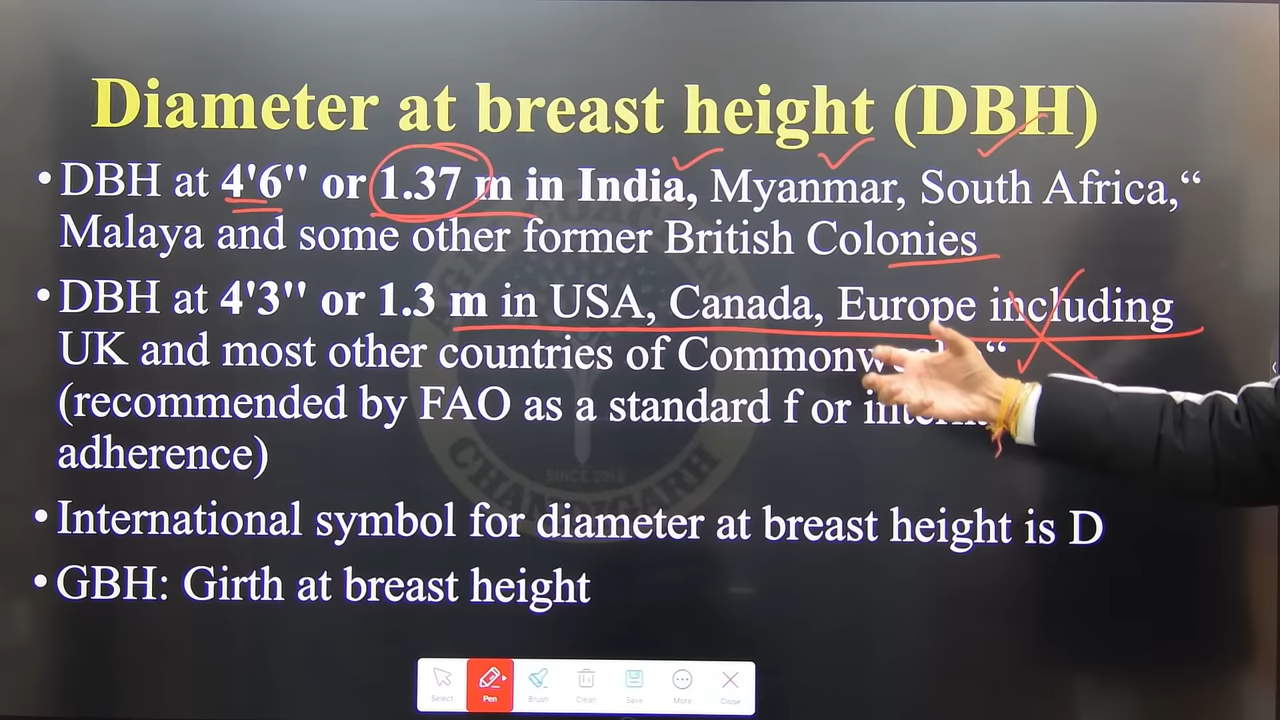 Diameter at breast height (DBH)
• DBH at 4'6'' or 1.37 m in India, Myanmar, South Africa,“
Malaya and some other former British Colonies
• DBH at 4'3'' or 1.3 m in USA, Canada, Europe including
UK and most other countries of “
(recommended by FAO as a standard f or
adherence)
• International symbol for diameter at breast height is D
• GBH: Girth at breast height
SINCE 2015
CHANDIGARH
Select Pen Brush Clean Save More Close